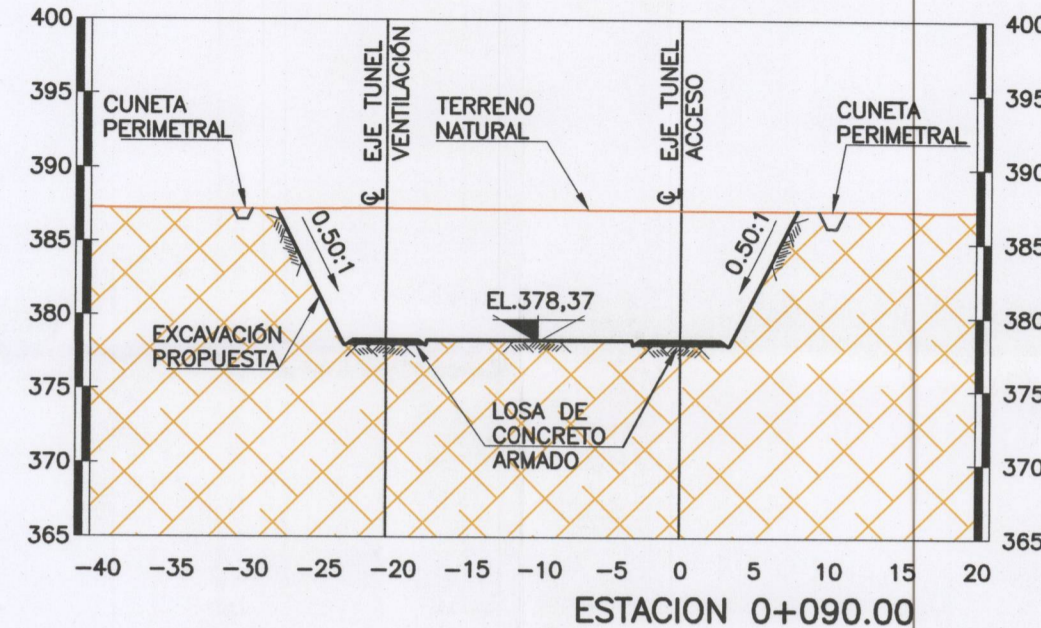 400
395
390
385
380
375
370
365
CUNETA
PERIMETRAL
EJE TUNEL
VENTILACIÓN
℄
TERRENO
NATURAL
EJE TUNEL
ACCESO
℄
CUNETA
PERIMETRAL
400
395
390
385
380
375
370
365
0.50:1
0.50:1
EL.378,37
EXCAVACIÓN
PROPUESTA
LOSA DE
CONCRETO
ARMADO
-40 -35 -30 -25 -20 -15 -10 -5 0 5 10 15 20
ESTACION 0+090.00